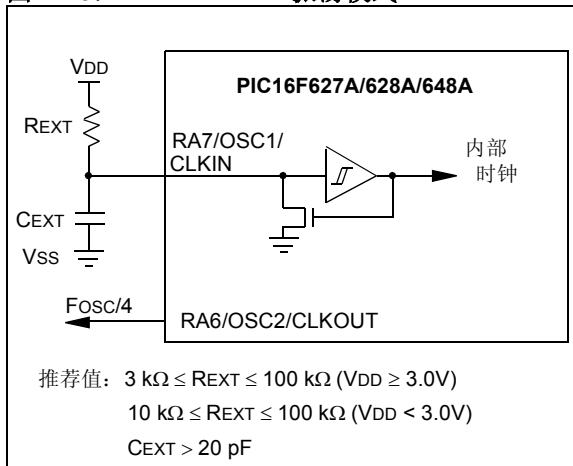 VDD
PIC16F627A/628A/648A
REXT
RA7/OSC1/
CLKIN
内部
时钟
CEXT
VSS
FOSC/4
RA6/OSC2/CLKOUT
推荐值：3 kΩ ≤ REXT ≤ 100 kΩ (VDD ≥ 3.0V)
10 kΩ ≤ REXT ≤ 100 kΩ (VDD < 3.0V)
CEXT > 20 pF